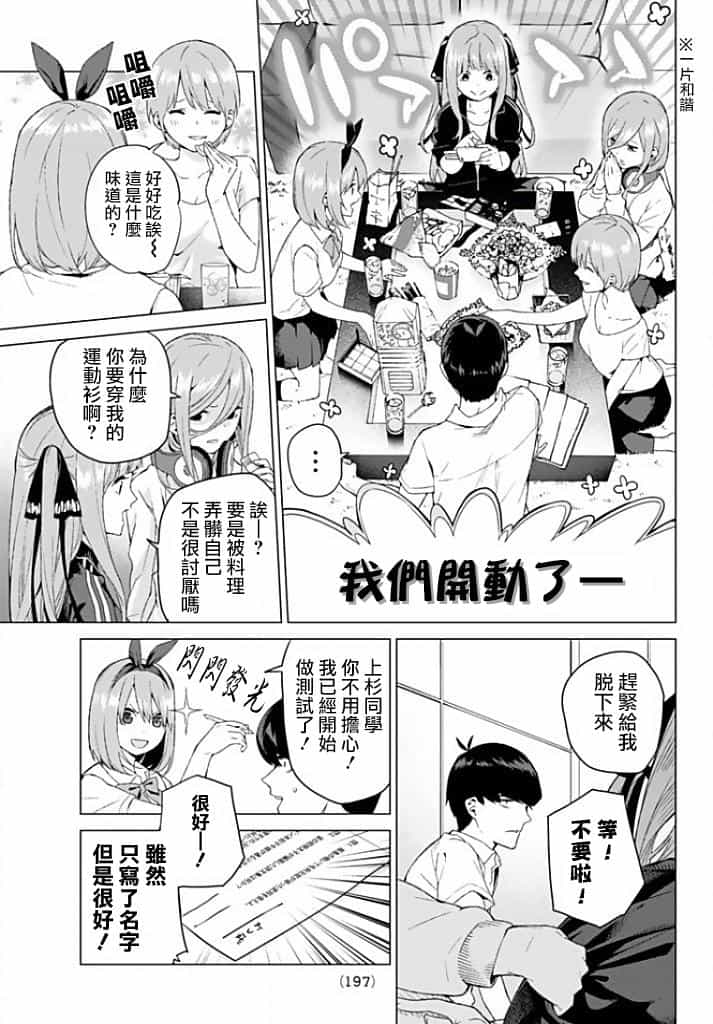 ※一片和諧
パアアア
我們開動了—
…
咀嚼
咀嚼
好好吃誒～
這是什麼
味道的?
為什麼
你要穿我的
運動衫啊?
誒—?
要是被料理
弄髒自己
不是很討厭嗎
趕緊給我
脫下來
等!
不要啦!
上杉同學
你不用擔心!
我已經開始
做測試了!
閃閃發光
很好—!
雖然
只寫了名字
但是很好!
(197)